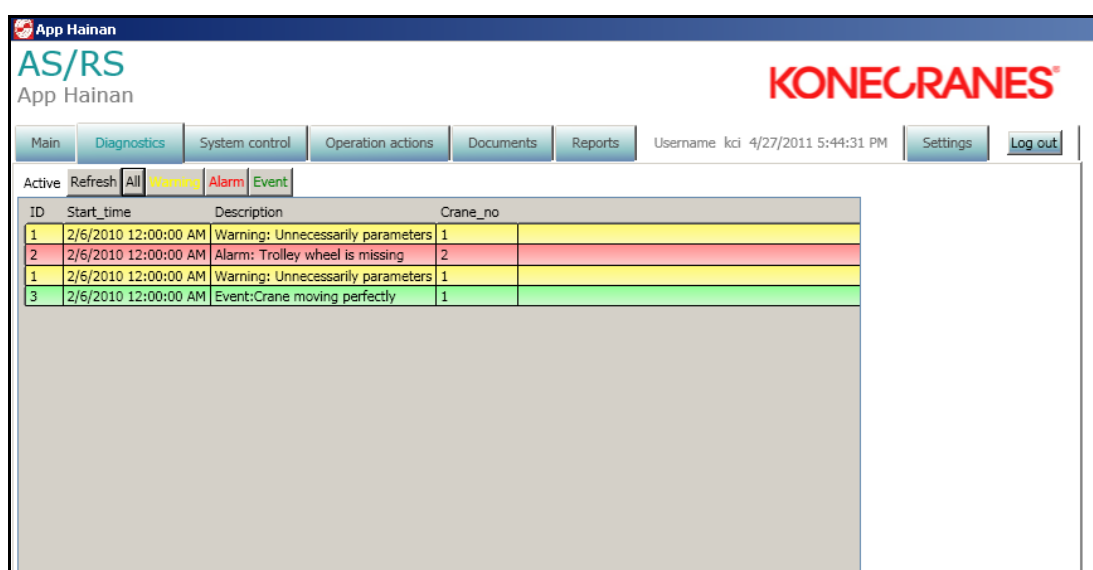 App Hainan
AS/RS
App Hainan
KONECRANES®
Main Diagnostics System control Operation actions Documents Reports Username kci 4/27/2011 5:44:31 PM Settings Log out
Active Refresh All Warning Alarm Event
ID Start_time Description Crane_no
1 2/6/2010 12:00:00 AM Warning: Unnecessarily parameters 1
2 2/6/2010 12:00:00 AM Alarm: Trolley wheel is missing 2
1 2/6/2010 12:00:00 AM Warning: Unnecessarily parameters 1
3 2/6/2010 12:00:00 AM Event:Crane moving perfectly 1